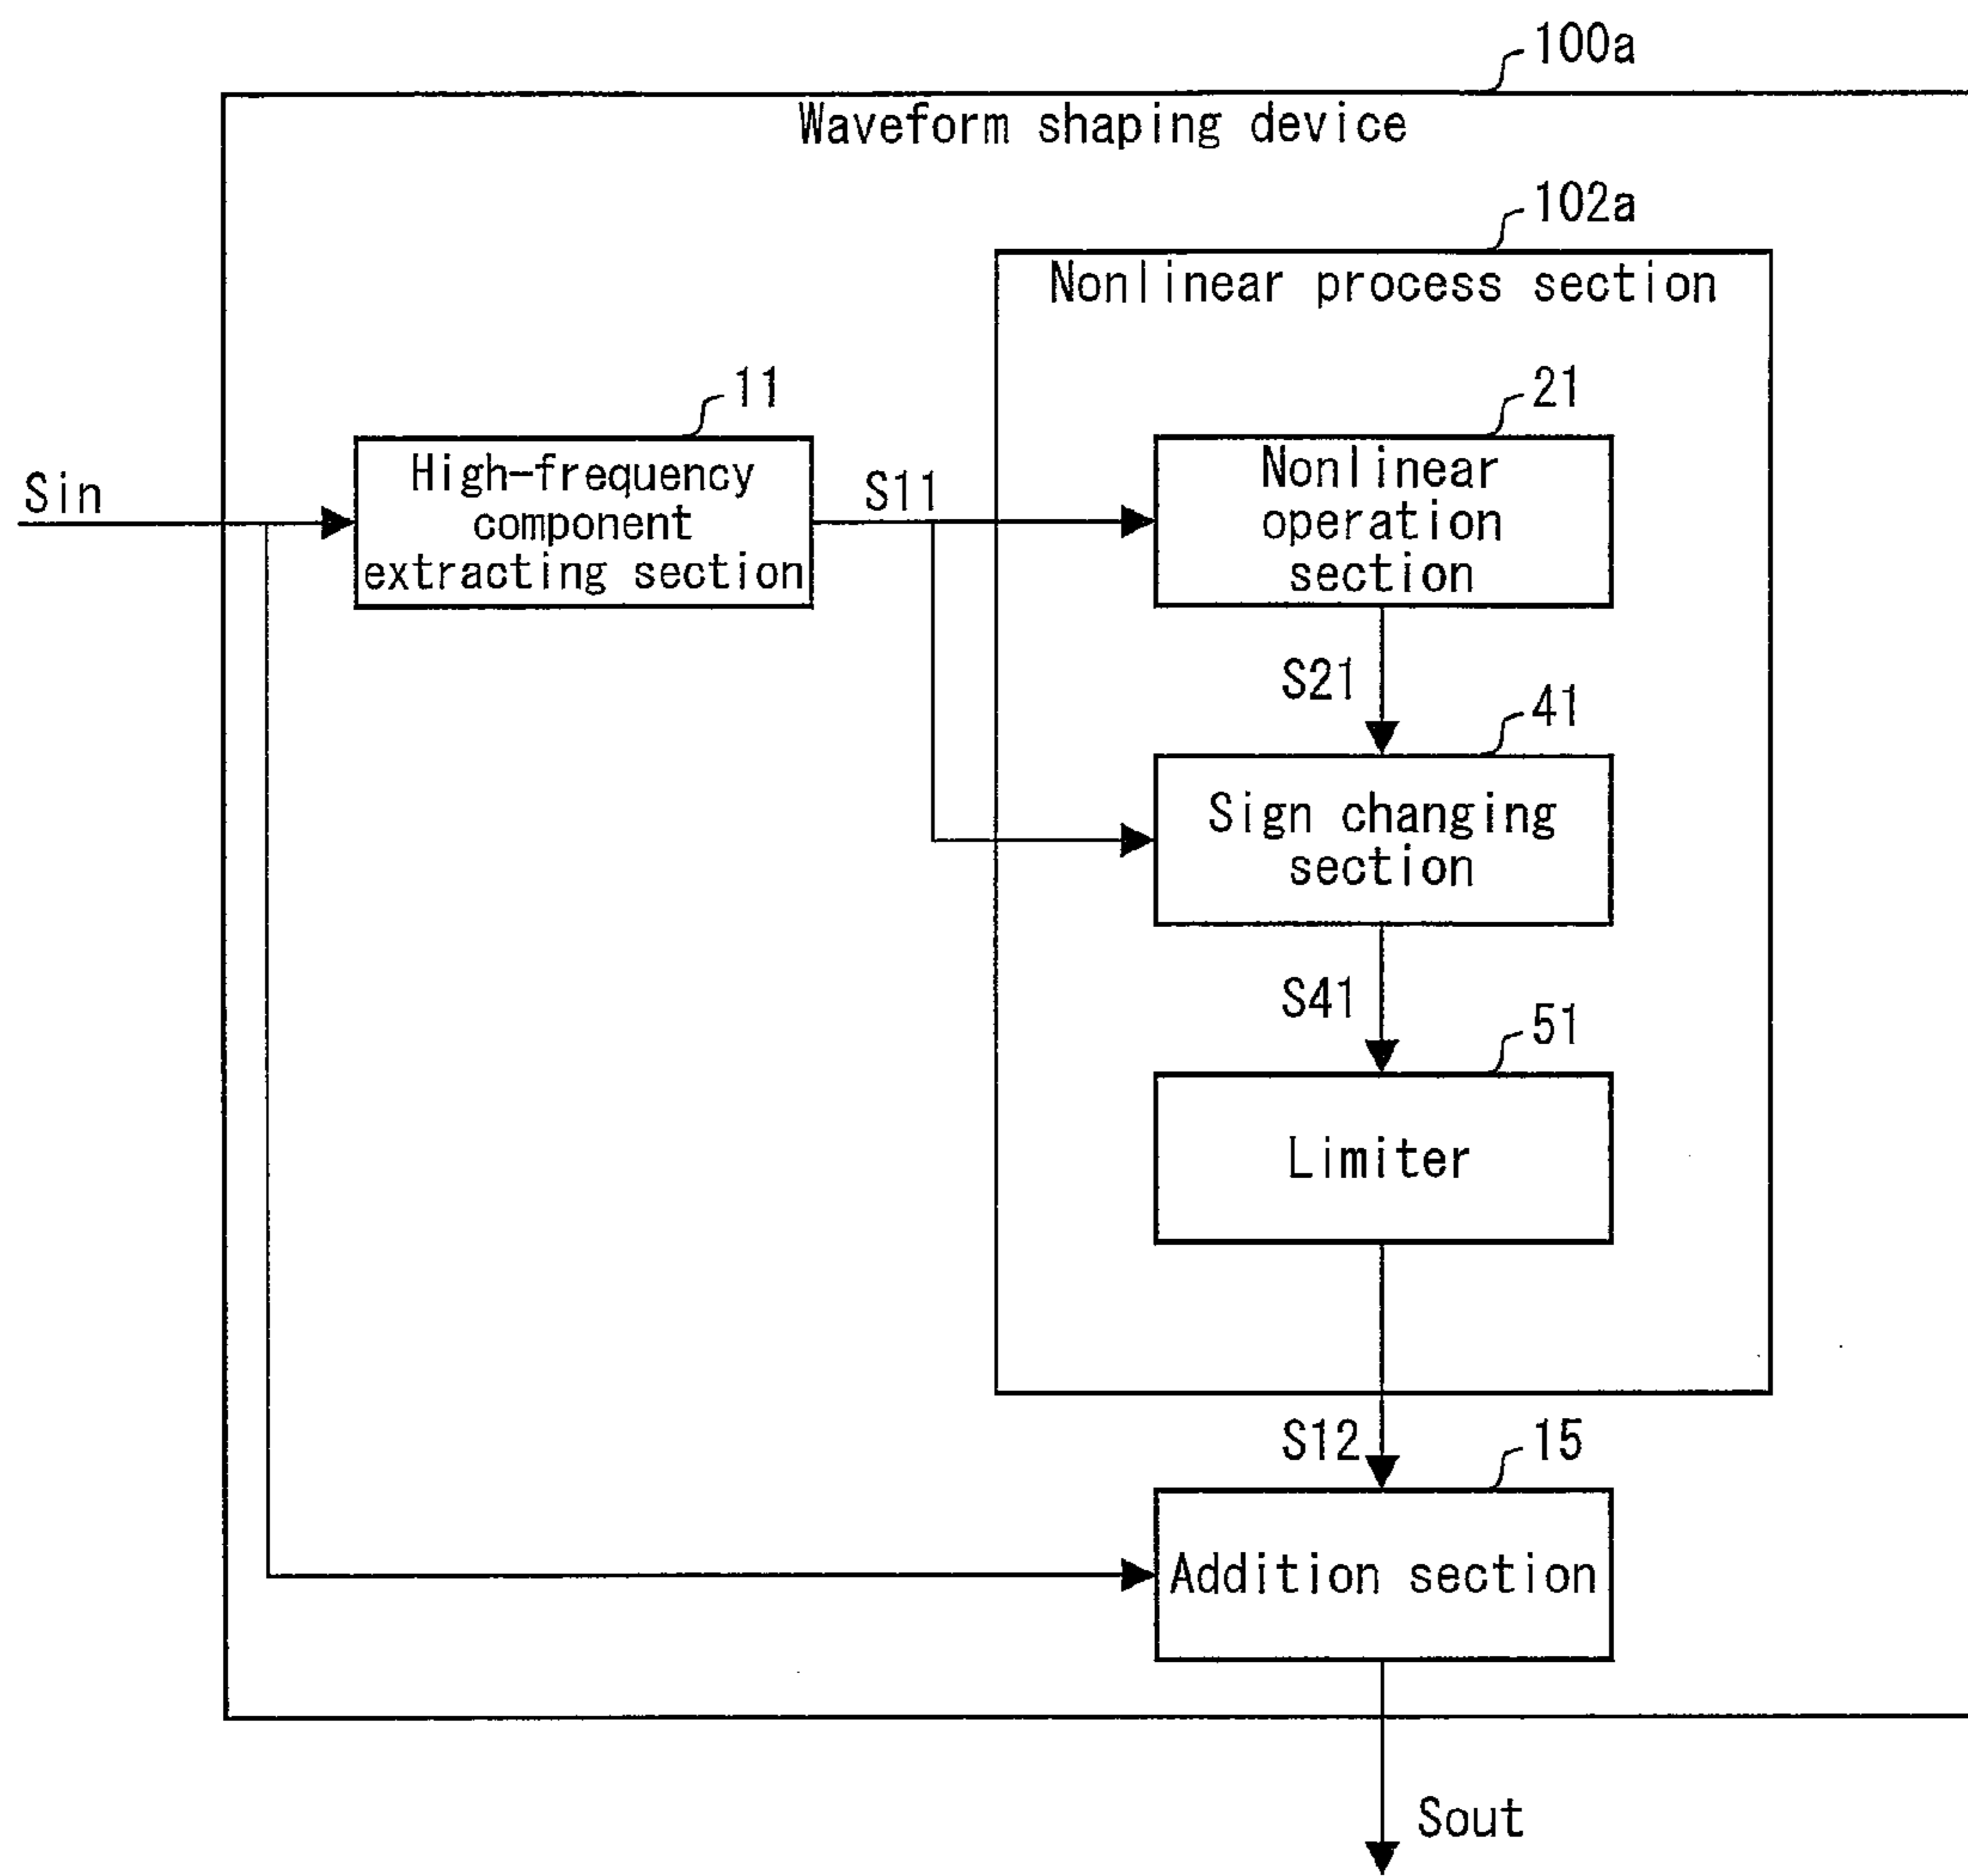 100a
Waveform shaping device
102a
Nonlinear process section
11
21
Sin
High-frequency
component
extracting section
S11
Nonlinear
operation
section
S21
41
Sign changing
section
S41
51
Limiter
S12
15
Addition section
Sout